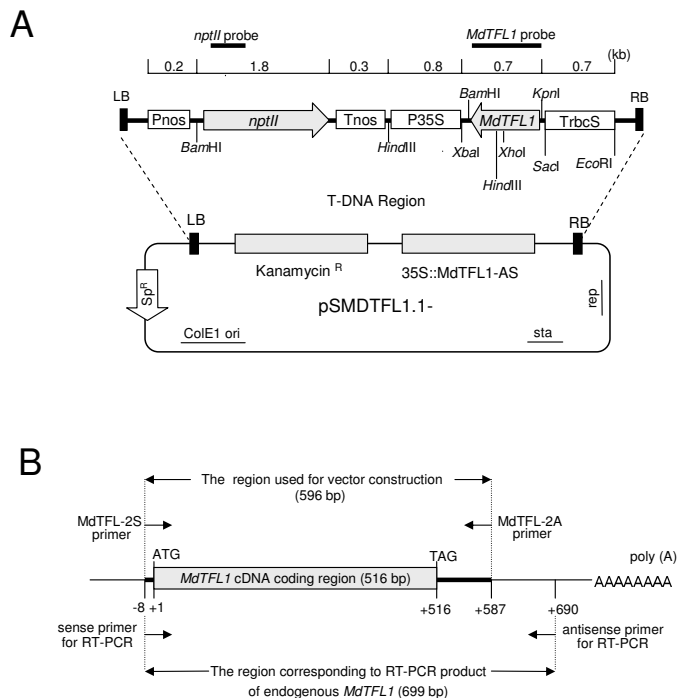 A
nptII probe
MdTFL1 probe
(kb)
0.2 1.8 0.3 0.8 0.7 0.7
LB
BamHI
KpnI
RB
Pnos nptII Tnos P35S MdTFL1 TrbcS
BamHI
HindIII
XbaI
XhoI
SacI
EcoRI
HindIII
T-DNA Region
LB
RB
Kanamycin R
35S::MdTFL1-AS
SpR
pSMDTFL1.1-
rep
ColE1 ori
sta
B
The region used for vector construction
(596 bp)
MdTFL-2S
primer
MdTFL-2A
primer
ATG
TAG
poly (A)
MdTFL1 cDNA coding region (516 bp)
AAAAAAAA
-8 +1
+516
+587
+690
sense primer
for RT-PCR
antisense primer
for RT-PCR
The region corresponding to RT-PCR product
of endogenous MdTFL1 (699 bp)